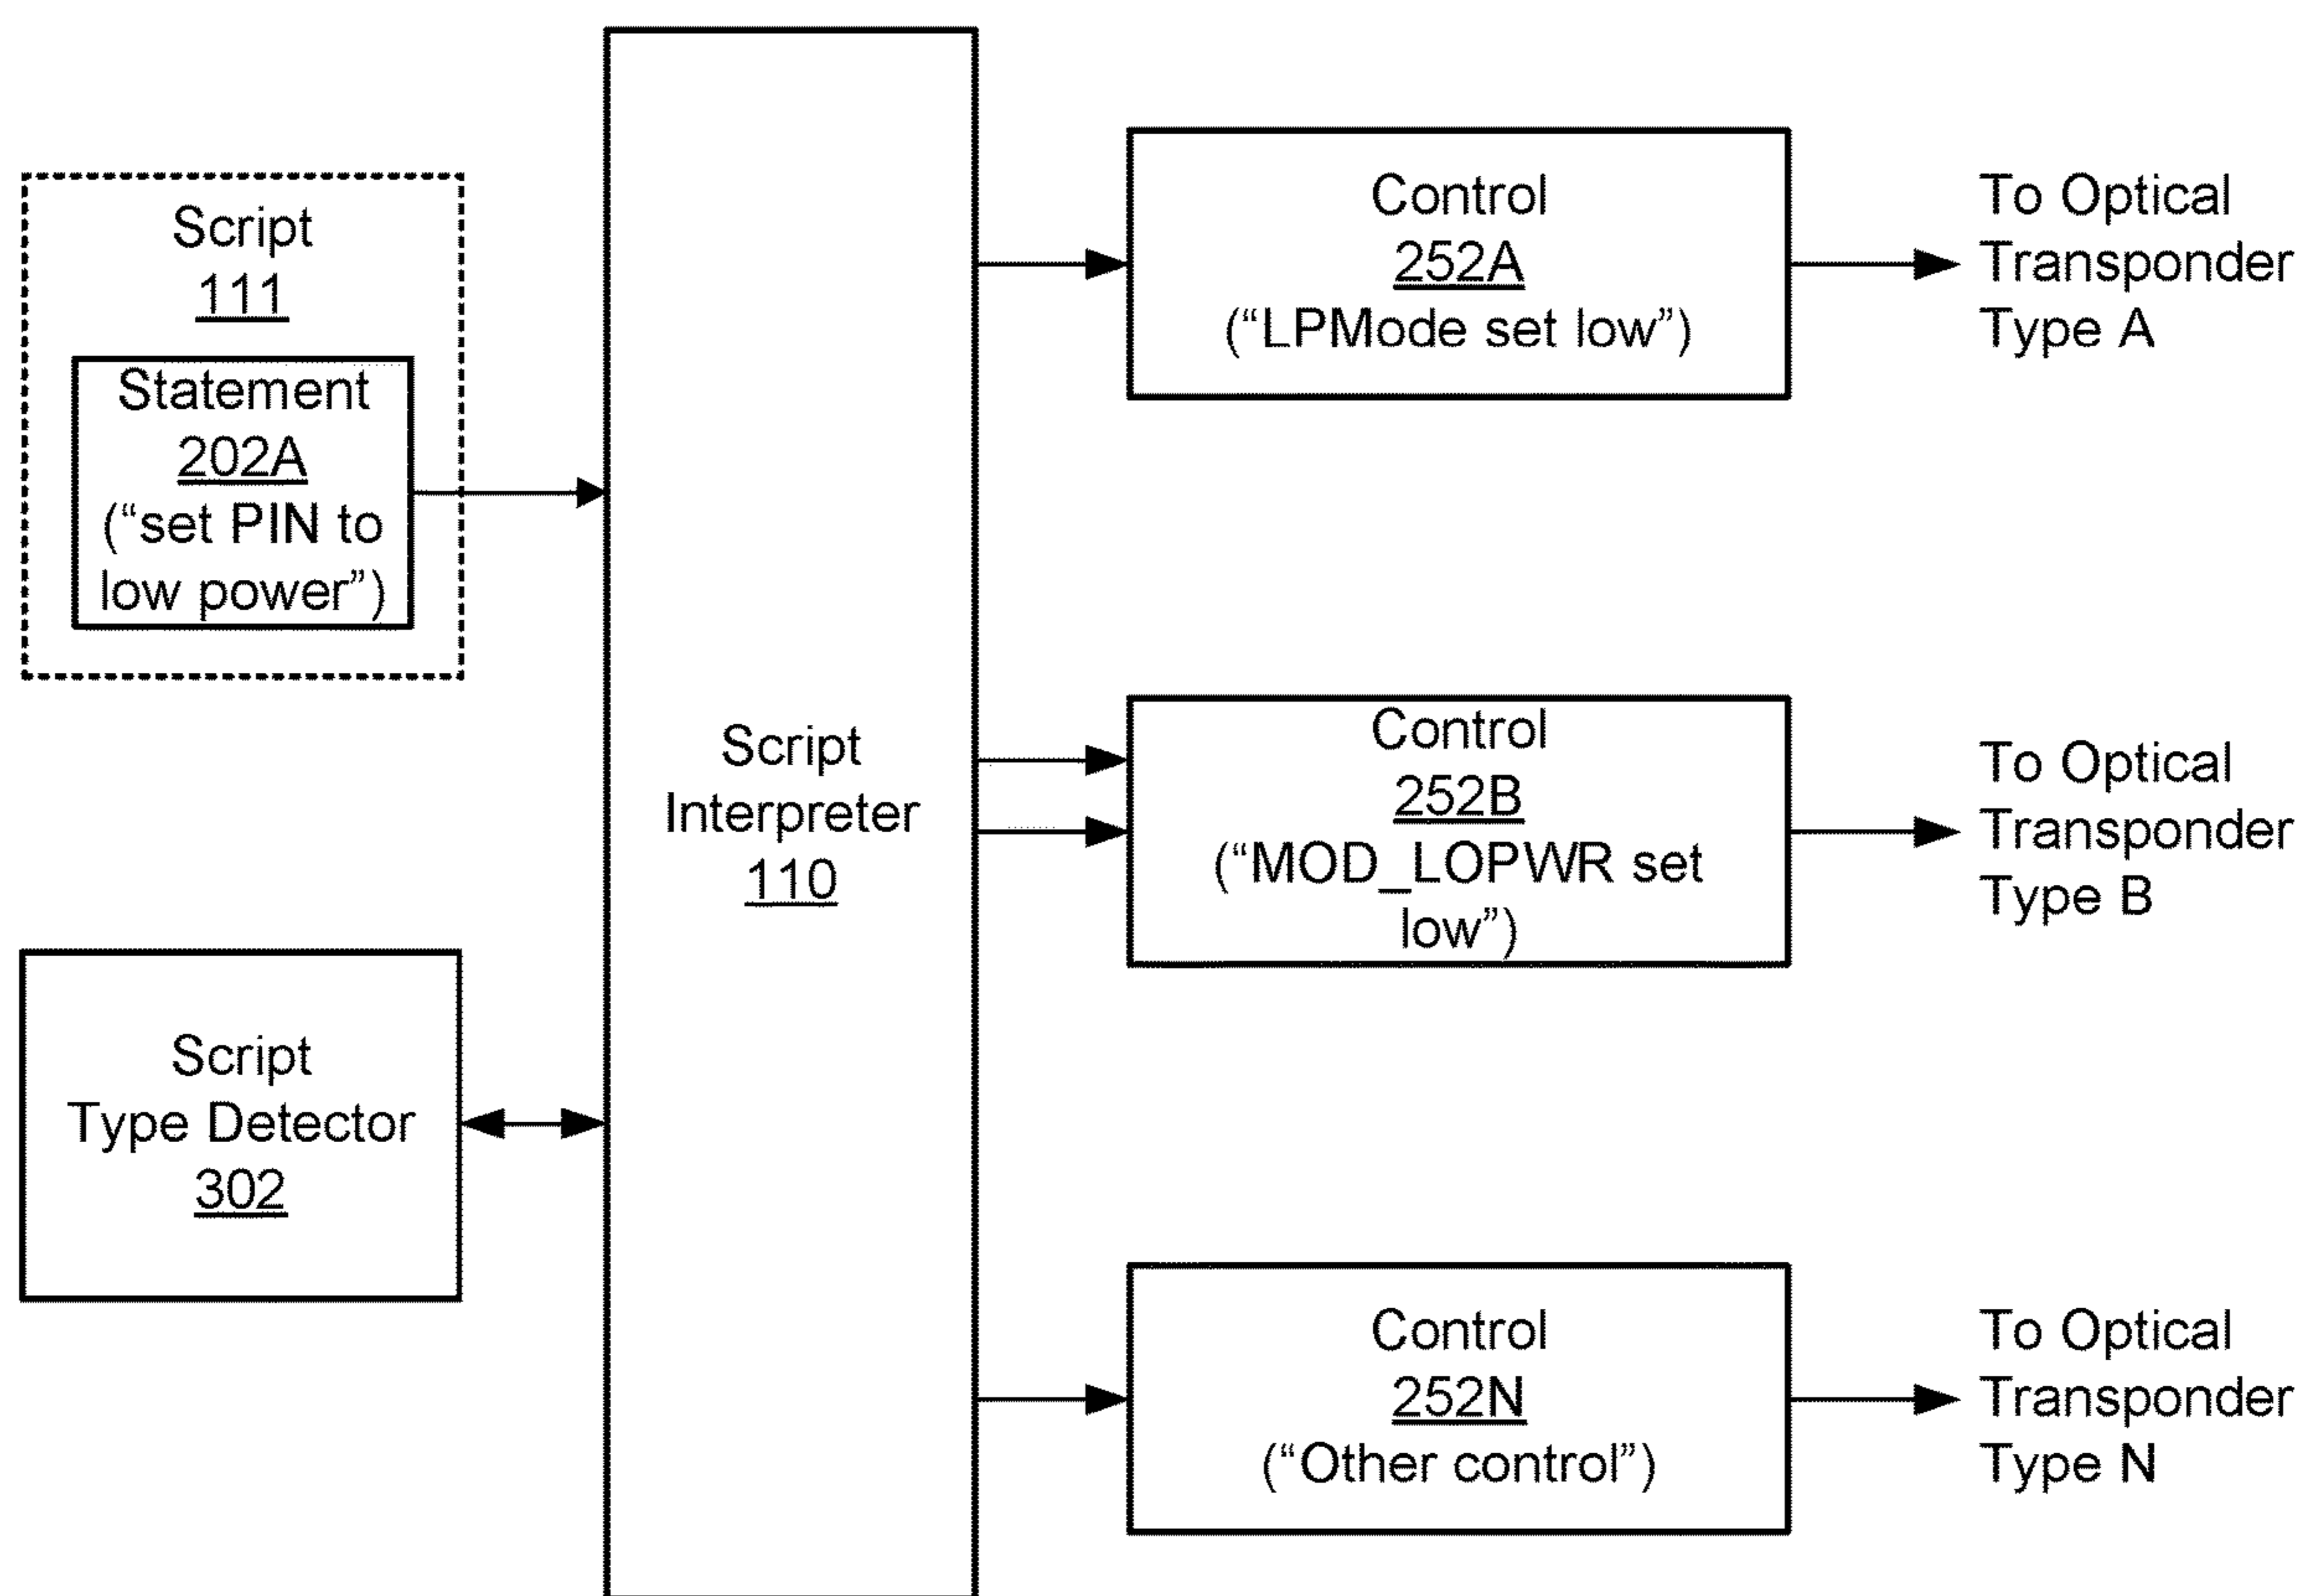 Script
111
Statement
202A
(“set PIN to
low power”)
Script
Type Detector
302
Script
Interpreter
110
Control
252A
(“LPMode set low”)
To Optical
Transponder
Type A
Control
252B
(“MOD_LOPWR set
low”)
To Optical
Transponder
Type B
Control
252N
(“Other control”)
To Optical
Transponder
Type N